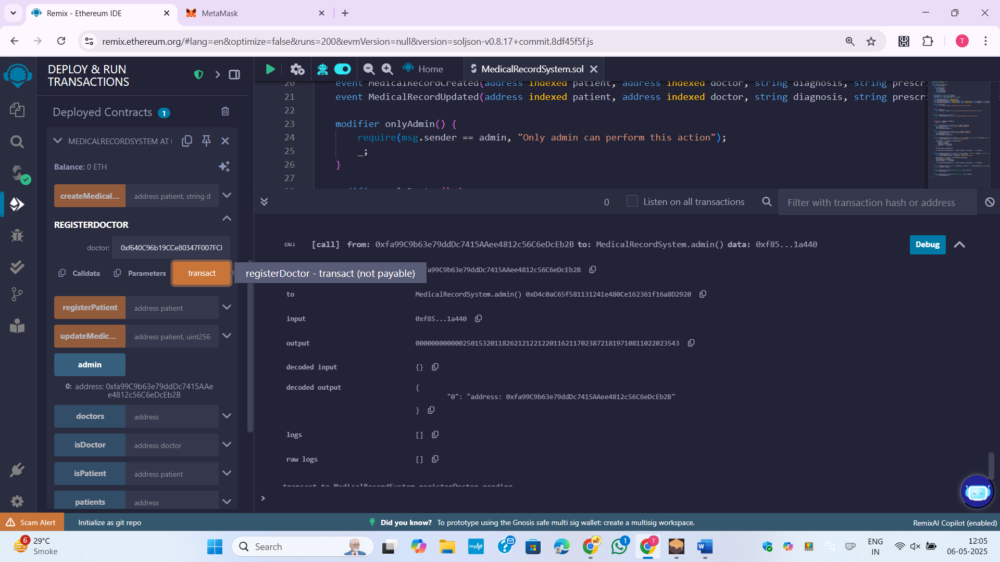 Remix - Ethereum IDE
MetaMask
remix.ethereum.org/#lang=en&optimize=false&runs=200&evmVersion=null&version=soljson-v0.8.17+commit.8df45f5f.js
T
DEPLOY & RUN
TRANSACTIONS
Home
MedicalRecordSystem.sol
Deployed Contracts 1
MEDICALRECORDSYSTEM AT
Balance: 0 ETH
createMedical...
address patient, string d
REGISTERDOCTOR
doctor:
0xf640C96b19CCe80347F007FCI
Calldata
Parameters
transact
registerDoctor - transact (not payable)
registerPatient
address patient
updateMedic...
address patient, uint256
admin
0: address: 0xfa99C9b63e79ddDc7415AAe
e4812c56C6eDcEb2B
doctors
address
isDoctor
address doctor
isPatient
address patient
patients
address
20 event MedicalRecordCreated(address indexed patient, address indexed doctor, string diagnosis, string prescri
21 event MedicalRecordUpdated(address indexed patient, address indexed doctor, string diagnosis, string prescri
22
23 modifier onlyAdmin() {
24 require(msg.sender == admin, "Only admin can perform this action");
25 _;
26 }
27
0
Listen on all transactions
Filter with transaction hash or address
CALL
[call] from: 0xfa99C9b63e79ddDc7415AAee4812c56C6eDcEb2B to: MedicalRecordSystem.admin() data: 0xf85...1a440
Debug
fa99C9b63e79ddDc7415AAee4812c56C6eDcEb2B
to
MedicalRecordSystem.admin() 0xD4c0aC65f581131241e480Ce162361f16a8D2920
input
0xf85...1a440
output
0000000000002501532011826212122122011621170238721819710811022023543
decoded input
{}
decoded output
{
"0": "address: 0xfa99C9b63e79ddDc7415AAee4812c56C6eDcEb2B"
}
logs
[]
raw logs
[]
transact to MedicalRecordSystem.registerDoctor pending
>
Scam Alert
Initialize as git repo
Did you know? To prototype using the Gnosis safe multi sig wallet: create a multisig workspace.
RemixAI Copilot (enabled)
6
29°C
Smoke
Search
myhp
1
T
W
ENG
IN
12:05
06-05-2025